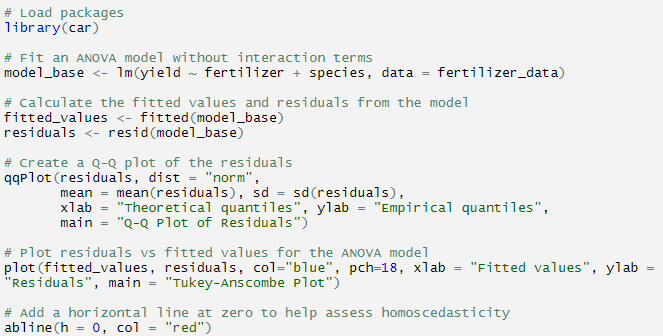 # Load packages
library(car)
# Fit an ANOVA model without interaction terms
model_base <- lm(yield ~ fertilizer + species, data = fertilizer_data)
# Calculate the fitted values and residuals from the model
fitted_values <- fitted(model_base)
residuals <- resid(model_base)
# Create a Q-Q plot of the residuals
qqPlot(residuals, dist = "norm",
       mean = mean(residuals), sd = sd(residuals),
       xlab = "Theoretical quantiles", ylab = "Empirical quantiles",
       main = "Q-Q Plot of Residuals")
# Plot residuals vs fitted values for the ANOVA model
plot(fitted_values, residuals, col="blue", pch=18, xlab = "Fitted values", ylab =
"Residuals", main = "Tukey-Anscombe Plot")
# Add a horizontal line at zero to help assess homoscedasticity
abline(h = 0, col = "red")